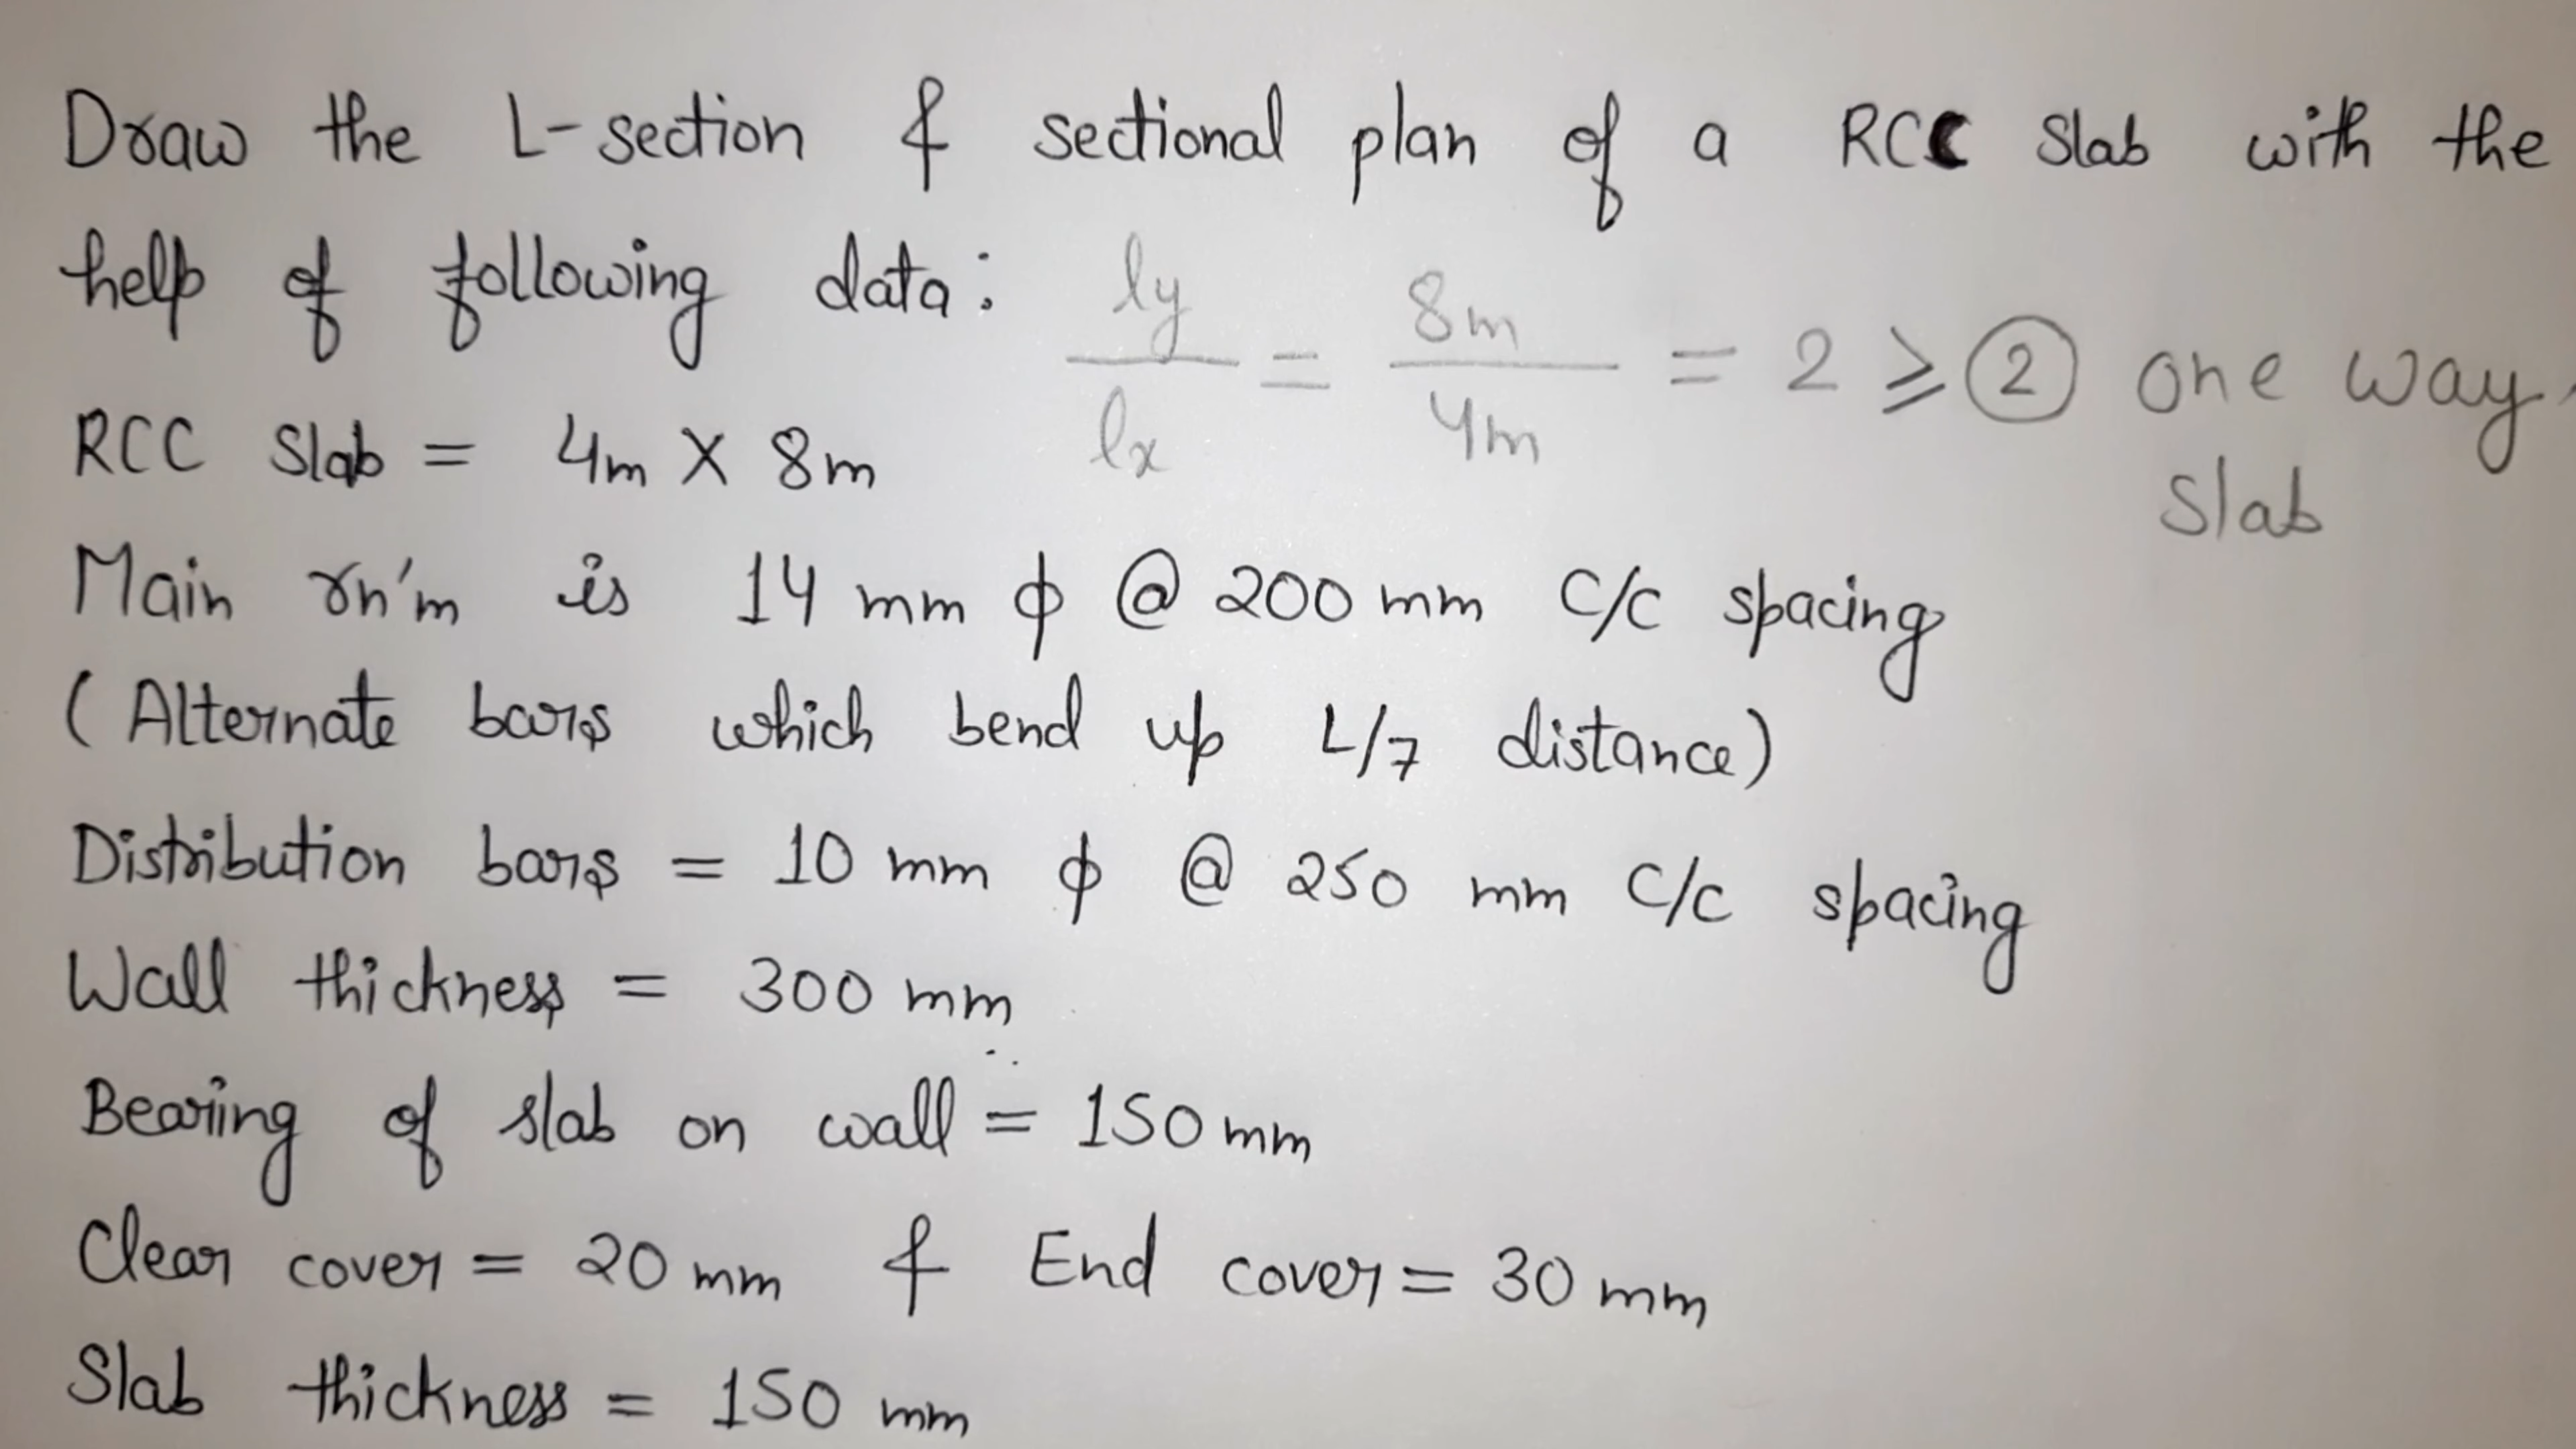 Draw the L-section & sectional plan of a RCC Slab with the
help of following data:
ly/lx = 8m/4m = 2 ≥ 2 one way
slab
RCC Slab = 4m X 8m
Main rn'm is 14 mm ϕ @ 200 mm C/C spacing
(Alternate bars which bend up L/7 distance)
Distribution bars = 10 mm ϕ @ 250 mm C/C spacing
Wall thickness = 300 mm
Bearing of slab on wall = 150 mm
Clear cover = 20 mm & End cover = 30 mm
Slab thickness = 150 mm